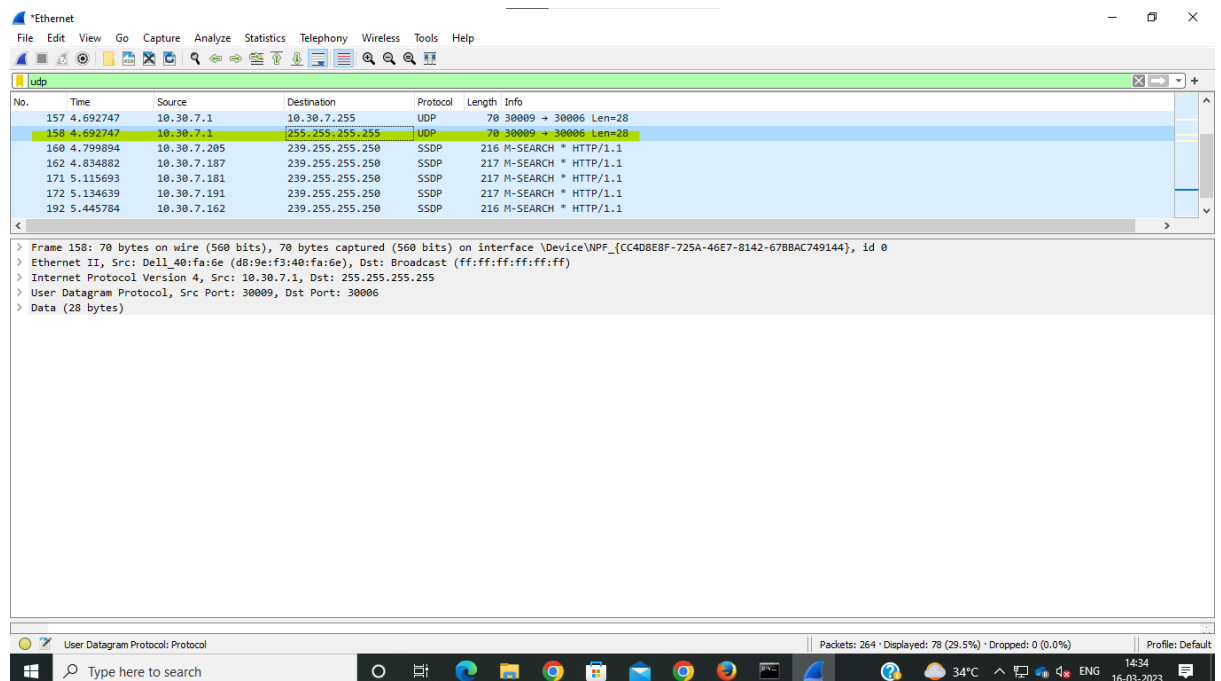 *Ethernet
File Edit View Go Capture Analyze Statistics Telephony Wireless Tools Help
udp
No. Time Source Destination Protocol Length Info
157 4.692747 10.30.7.1 10.30.7.255 UDP 70 30009 → 30006 Len=28
158 4.692747 10.30.7.1 255.255.255.255 UDP 70 30009 → 30006 Len=28
160 4.799894 10.30.7.205 239.255.255.250 SSDP 216 M-SEARCH * HTTP/1.1
162 4.834882 10.30.7.187 239.255.255.250 SSDP 217 M-SEARCH * HTTP/1.1
171 5.115693 10.30.7.181 239.255.255.250 SSDP 217 M-SEARCH * HTTP/1.1
172 5.134639 10.30.7.191 239.255.255.250 SSDP 217 M-SEARCH * HTTP/1.1
192 5.445784 10.30.7.162 239.255.255.250 SSDP 216 M-SEARCH * HTTP/1.1
> Frame 158: 70 bytes on wire (560 bits), 70 bytes captured (560 bits) on interface \Device\NPF_{CC4D8E8F-725A-46E7-8142-67BBAC749144}, id 0
> Ethernet II, Src: Dell_40:fa:6e (d8:9e:f3:40:fa:6e), Dst: Broadcast (ff:ff:ff:ff:ff:ff)
> Internet Protocol Version 4, Src: 10.30.7.1, Dst: 255.255.255.255
> User Datagram Protocol, Src Port: 30009, Dst Port: 30006
> Data (28 bytes)
User Datagram Protocol: Protocol Packets: 264 · Displayed: 78 (29.5%) · Dropped: 0 (0.0%) Profile: Default
Type here to search 34°C ENG 14:34
16-03-2023